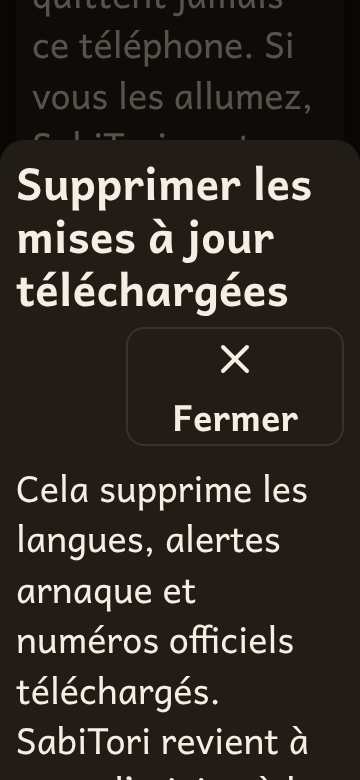 ce téléphone. Si
vous les allumez,
Supprimer les
mises à jour
téléchargées
Fermer
Cela supprime les
langues, alertes
arnaque et
numéros officiels
téléchargés.
SabiTori revient à